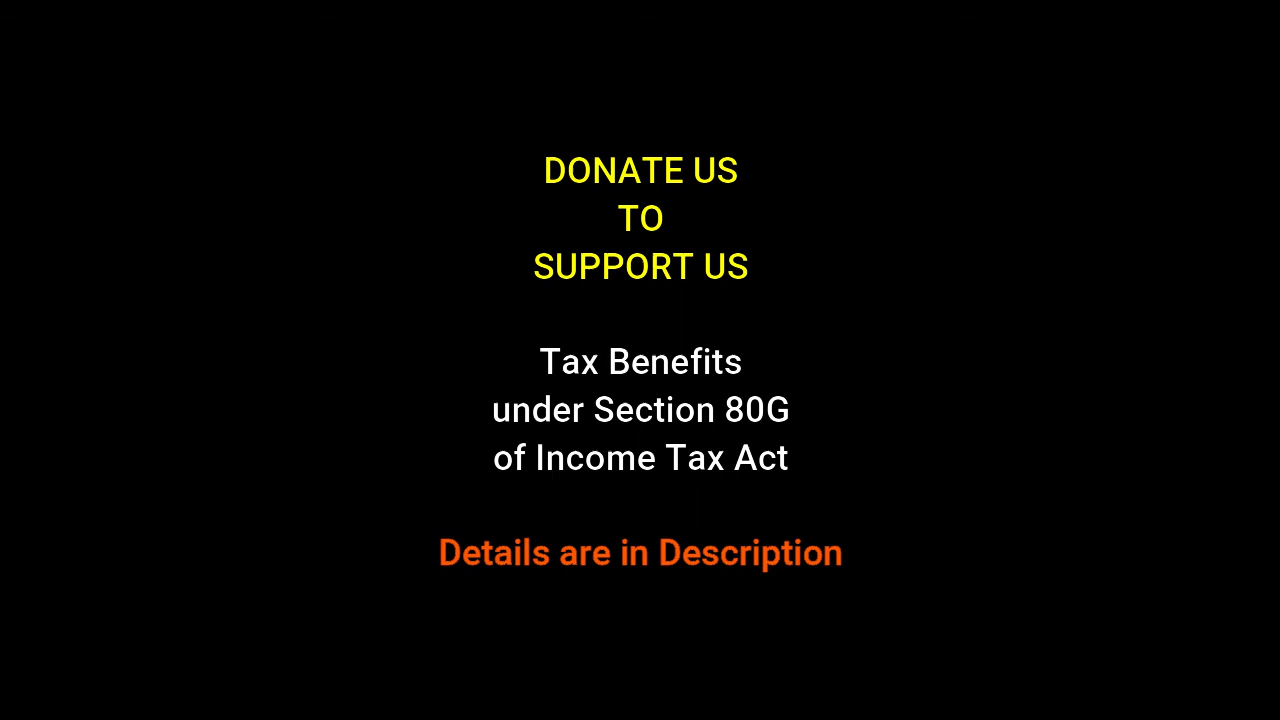 DONATE US
TO
SUPPORT US
Tax Benefits
under Section 80G
of Income Tax Act
Details are in Description